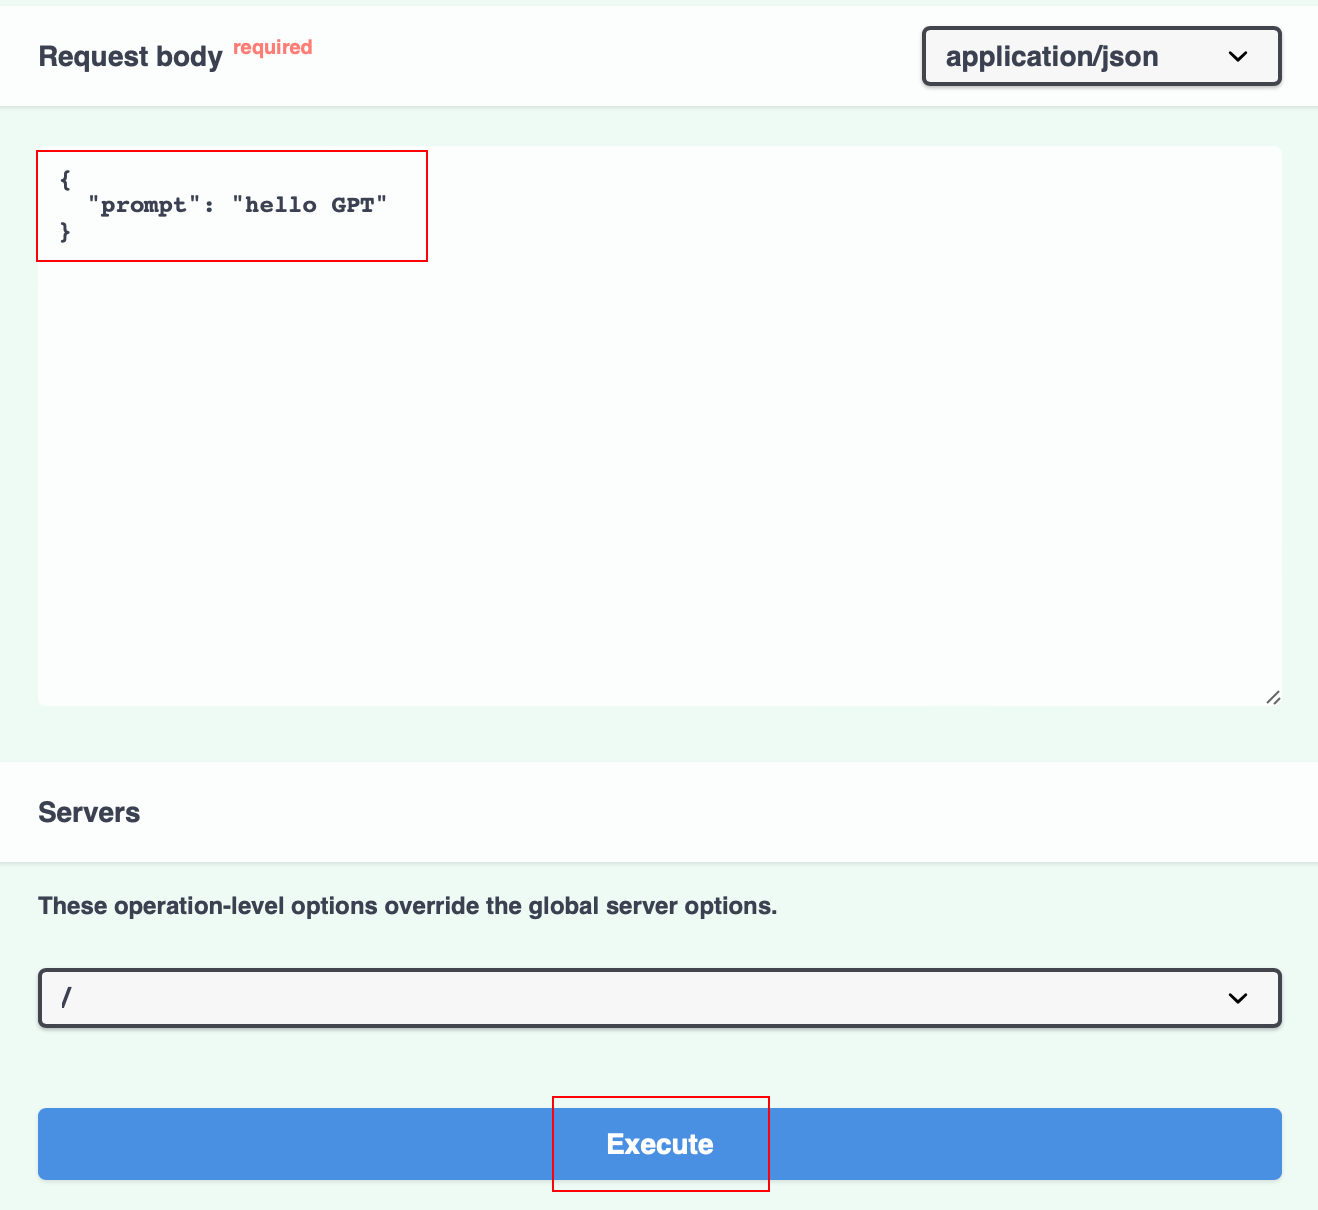 Request body required
application/json
{
"prompt": "hello GPT"
}
Servers
These operation-level options override the global server options.
/
Execute